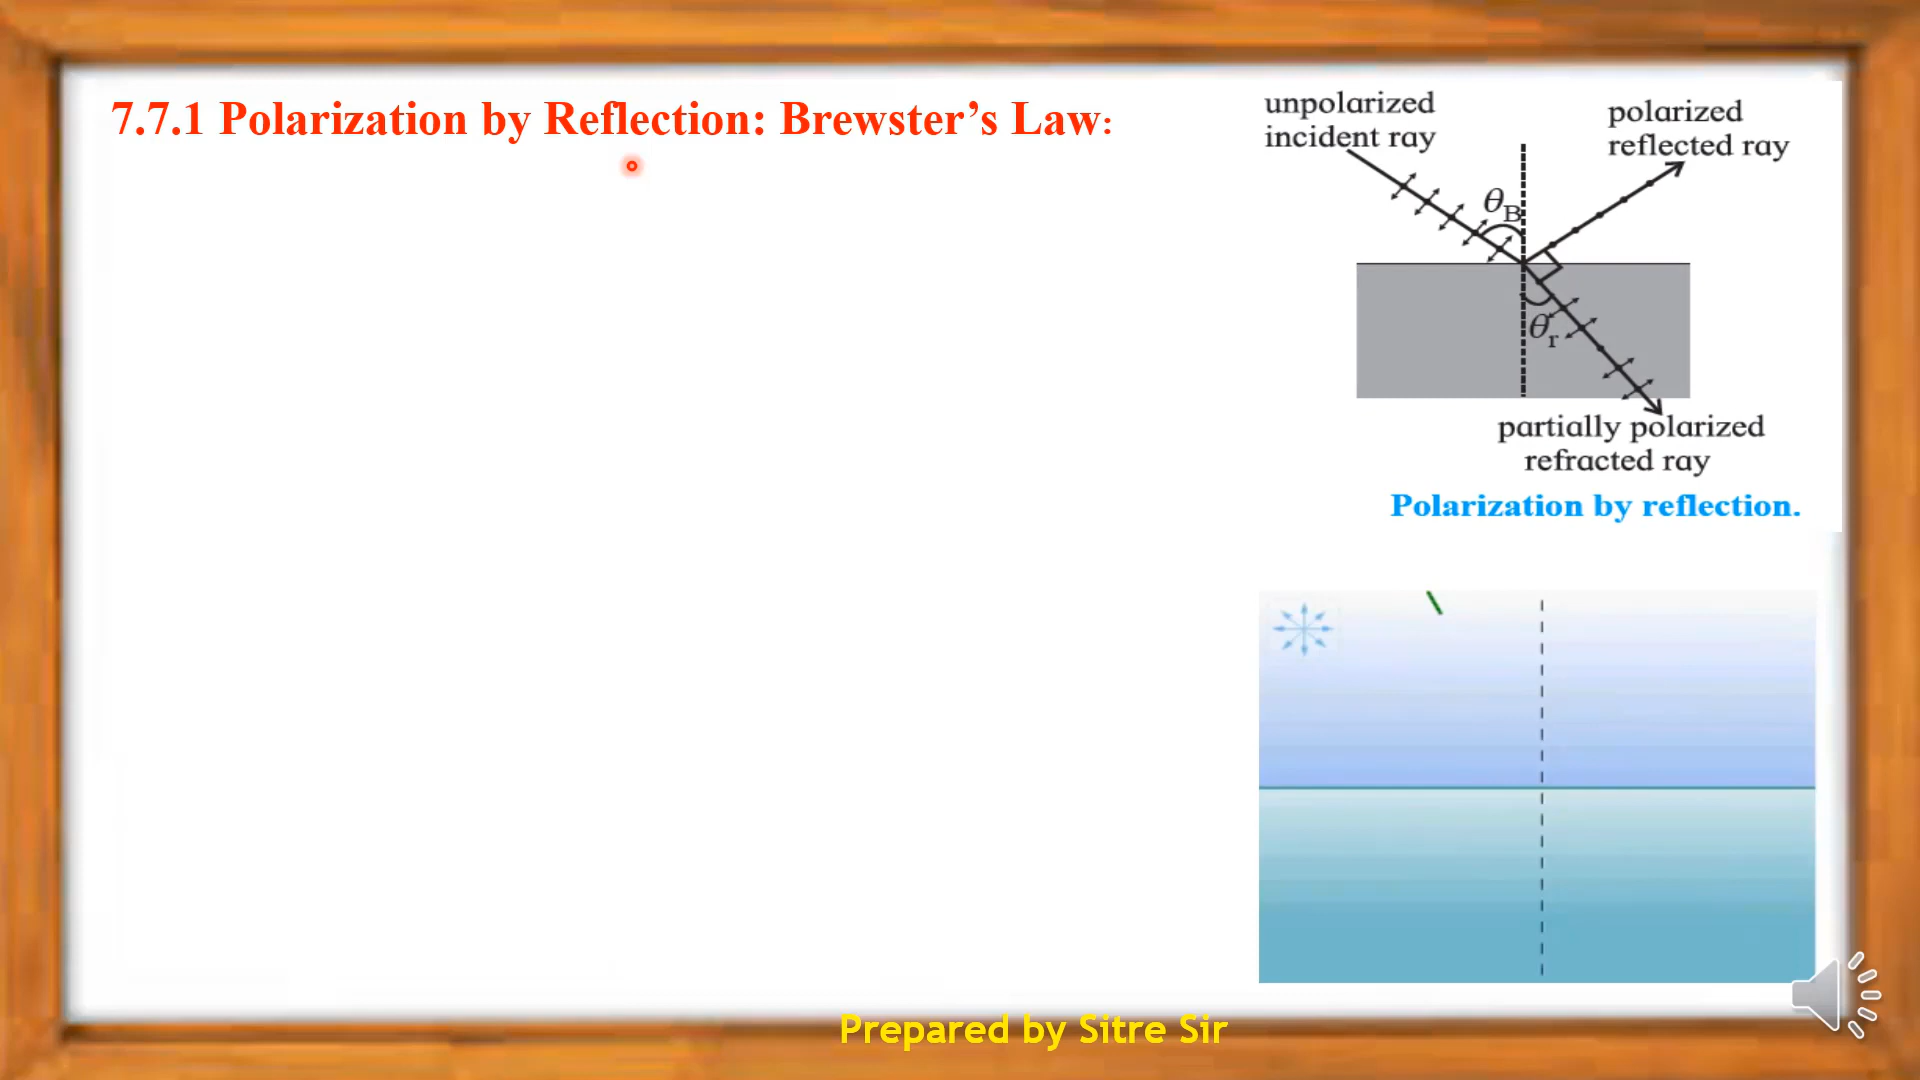 7.7.1 Polarization by Reflection: Brewster’s Law:
unpolarized
incident ray
polarized
reflected ray
θB
θr
partially polarized
refracted ray
Polarization by reflection.
Prepared by Sitre Sir